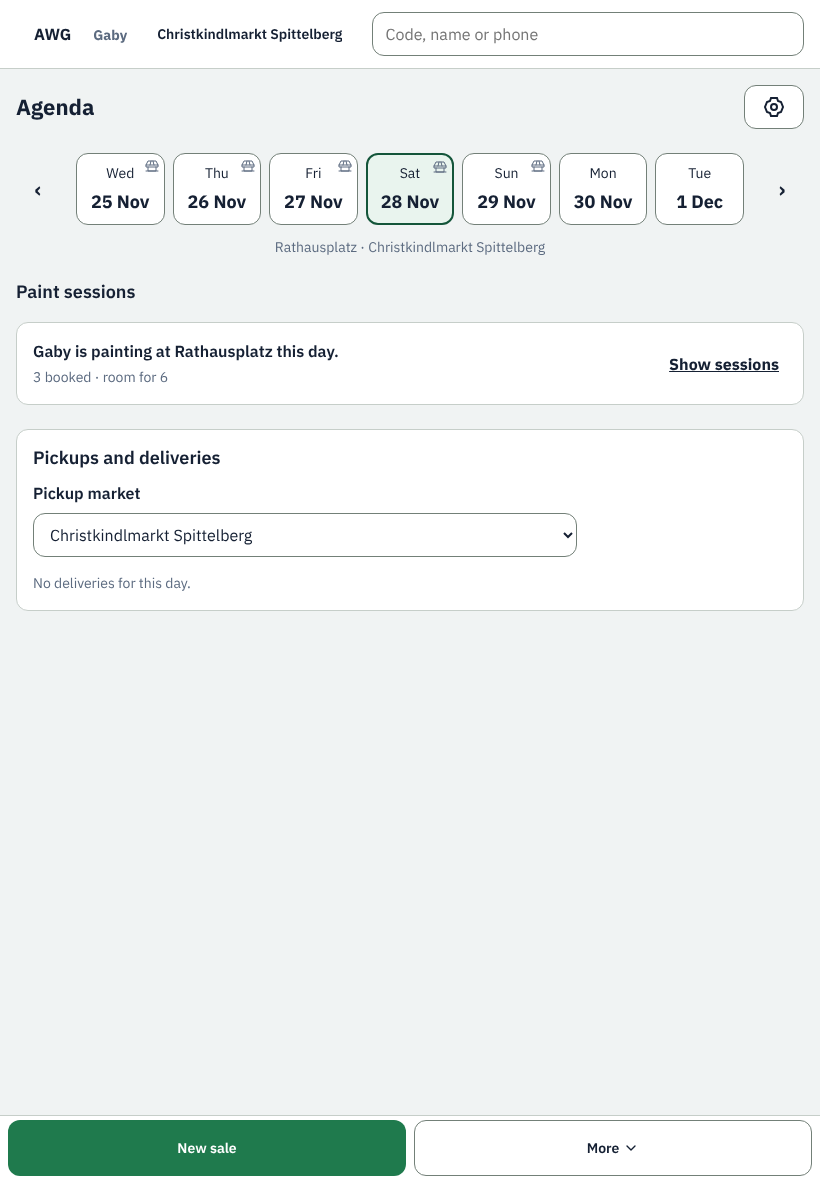 AWG Gaby Christkindlmarkt Spittelberg Code, name or phone
Agenda
‹ Wed Thu Fri Sat Sun Mon Tue ›
25 Nov 26 Nov 27 Nov 28 Nov 29 Nov 30 Nov 1 Dec
Rathausplatz · Christkindlmarkt Spittelberg
Paint sessions
Gaby is painting at Rathausplatz this day.
3 booked · room for 6
Show sessions
Pickups and deliveries
Pickup market
Christkindlmarkt Spittelberg
No deliveries for this day.
New sale More